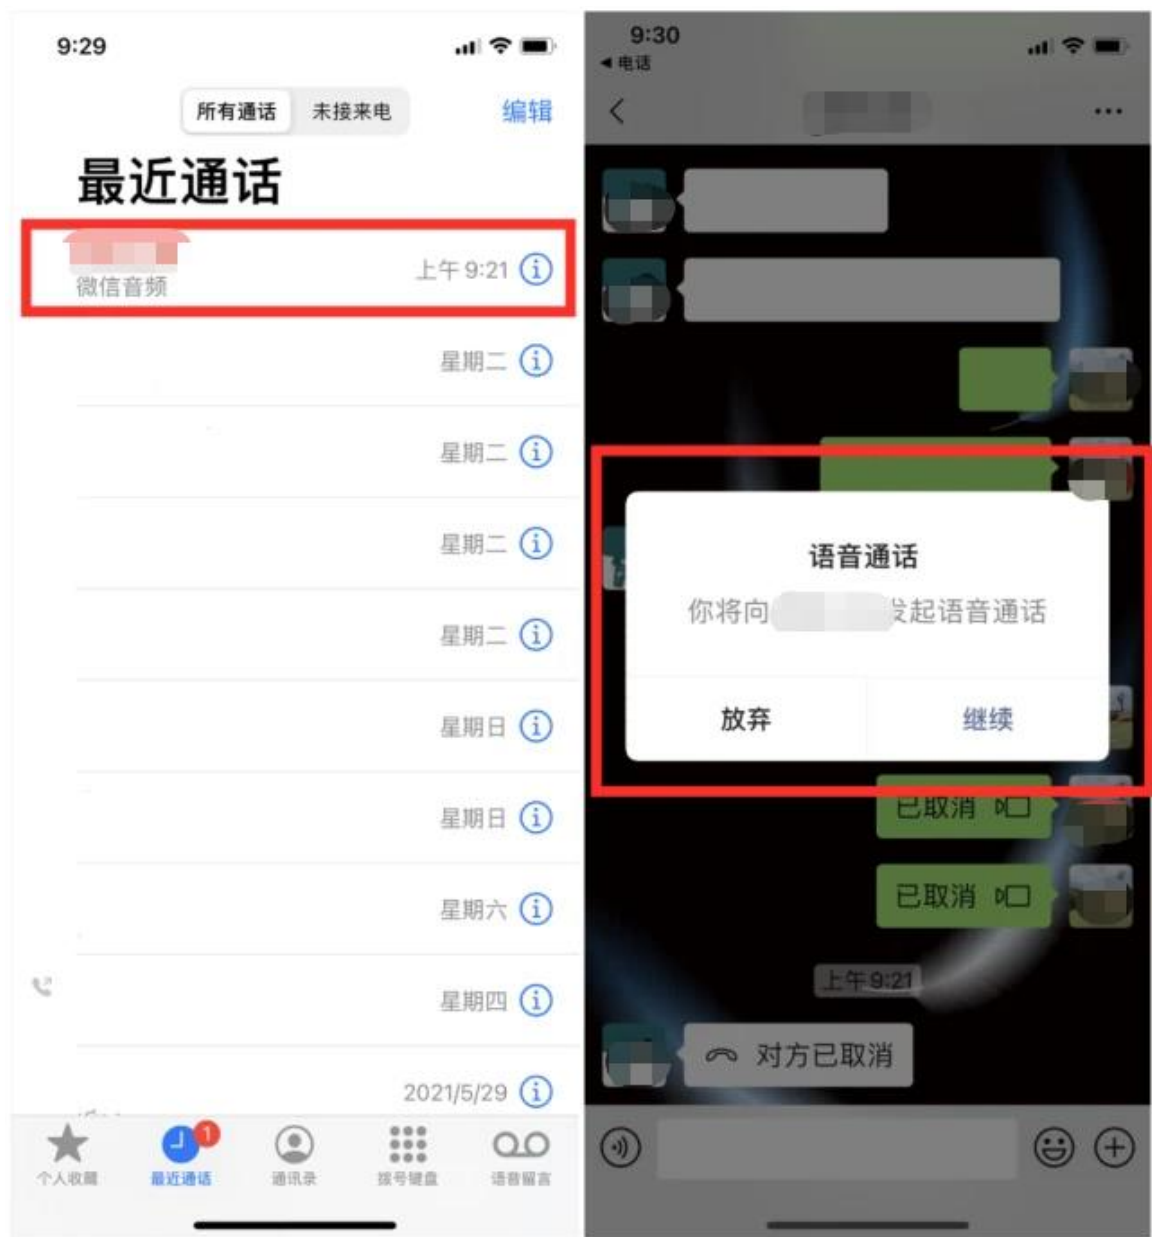 9:29
所有通话 未接来电 编辑
最近通话
微信音频 上午 9:21
星期二
星期二
星期二
星期二
星期日
星期日
星期六
星期四
2021/5/29
1
个人收藏 最近通话 通讯录 拨号键盘 语音留言
9:30
电话
语音通话
你将向 发起语音通话
放弃 继续
已取消
已取消
上午 9:21
对方已取消